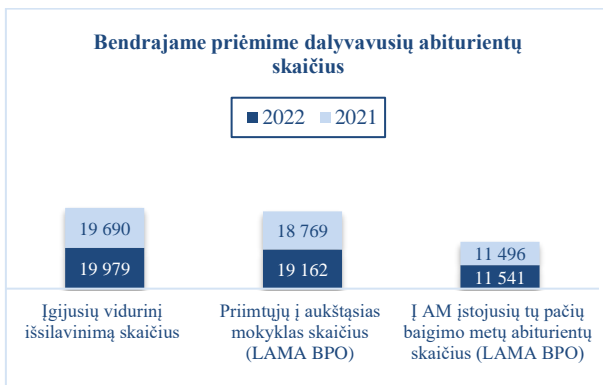 Bendrajame priėmime dalyvavusių abiturientų
skaičius
2022 2021
19 690
19 979
18 769
19 162
11 496
11 541
Įgijusių vidurinį
išsilavinimą skaičius
Priimtųjų į aukštąsias
mokyklas skaičius
(LAMA BPO)
Į AM įstojusių tų pačių
baigimo metų abiturientų
skaičius (LAMA BPO)